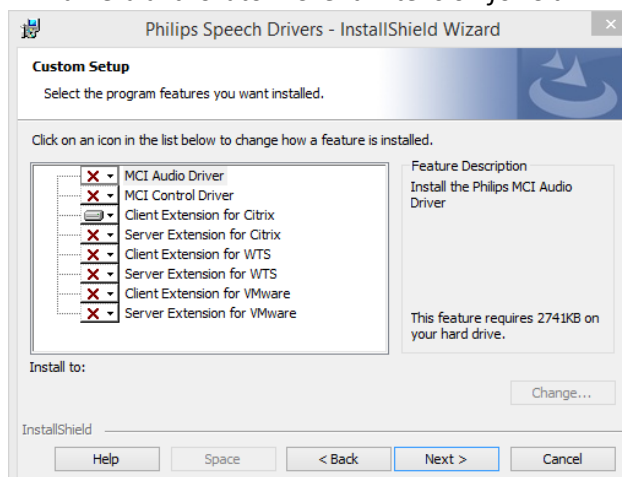 Philips Speech Drivers - InstallShield Wizard
Custom Setup
Select the program features you want installed.
Click on an icon in the list below to change how a feature is installed.
MCI Audio Driver
MCI Control Driver
Client Extension for Citrix
Server Extension for Citrix
Client Extension for WTS
Server Extension for WTS
Client Extension for VMware
Server Extension for VMware
Feature Description
Install the Philips MCI Audio
Driver
This feature requires 2741KB on
your hard drive.
Install to:
Change...
InstallShield
Help
Space
< Back
Next >
Cancel